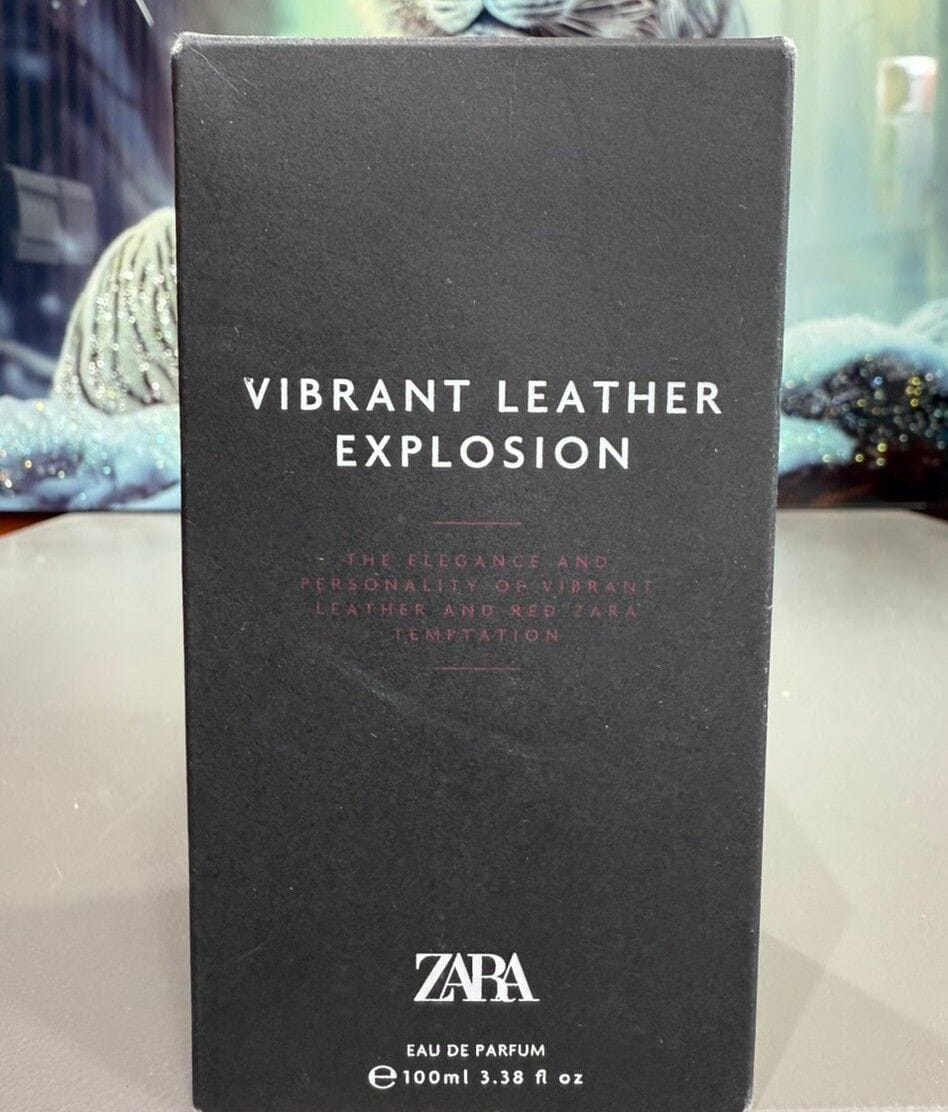 VIBRANT LEATHER
EXPLOSION
THE ELEGANCE AND
PERSONALITY OF VIBRANT
LEATHER AND RED ZARA
TEMPTATION
ZARA
EAU DE PARFUM
℮100ml 3.38 fl oz